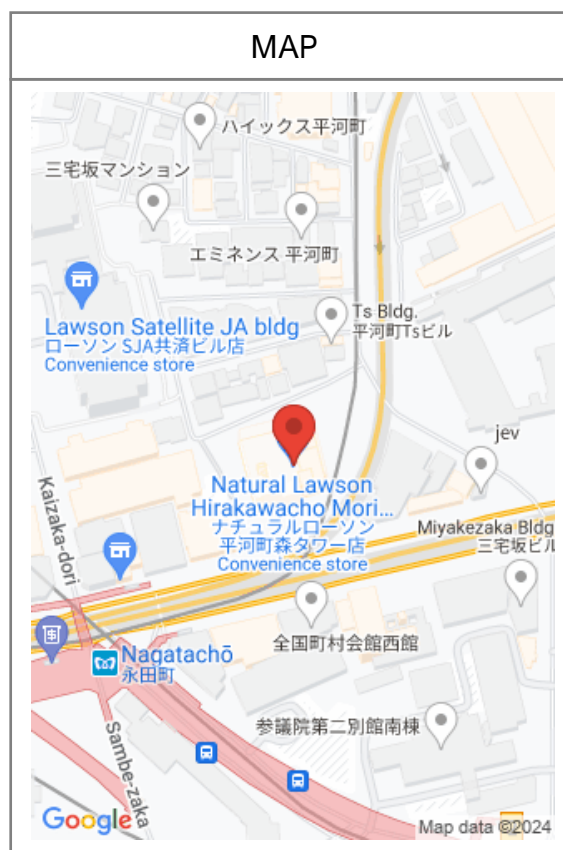 MAP
ハイックス平河町
三宅坂マンション
エミネンス 平河町
Ts Bldg.
平河町Tsビル
Lawson Satellite JA bldg
ローソン SJA共済ビル店
Convenience store
jev
Natural Lawson
Hirakawacho Mori...
ナチュラルローソン
平河町森タワー店
Convenience store
Kaizaka-dori
Miyakezaka Bldg
三宅坂ビル
全国町村会館西館
Nagatachō
永田町
参議院第二別館南棟
Sambe-zaka
Google
Map data ©2024